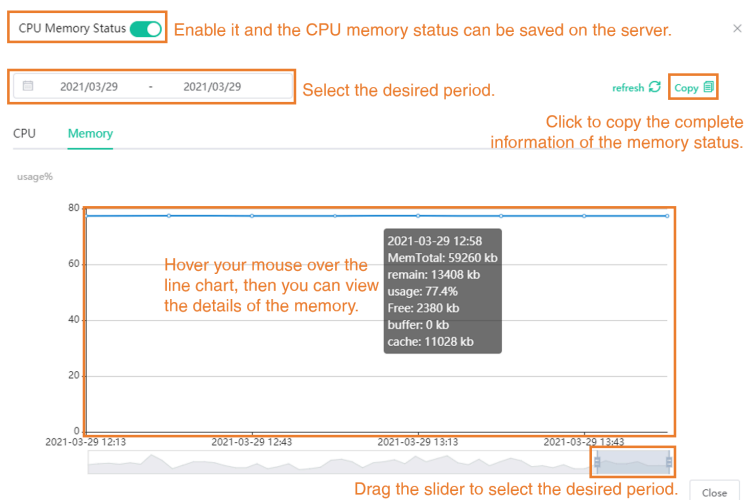 CPU Memory Status Enable it and the CPU memory status can be saved on the server.
2021/03/29 - 2021/03/29 Select the desired period. refresh Copy
Click to copy the complete
information of the memory status.
CPU Memory
usage%
80
60
40
20
0
Hover your mouse over the
line chart, then you can view
the details of the memory.
2021-03-29 12:58
MemTotal: 59260 kb
remain: 13408 kb
usage: 77.4%
Free: 2380 kb
buffer: 0 kb
cache: 11028 kb
2021-03-29 12:13 2021-03-29 12:43 2021-03-29 13:13 2021-03-29 13:43
Drag the slider to select the desired period.
Close